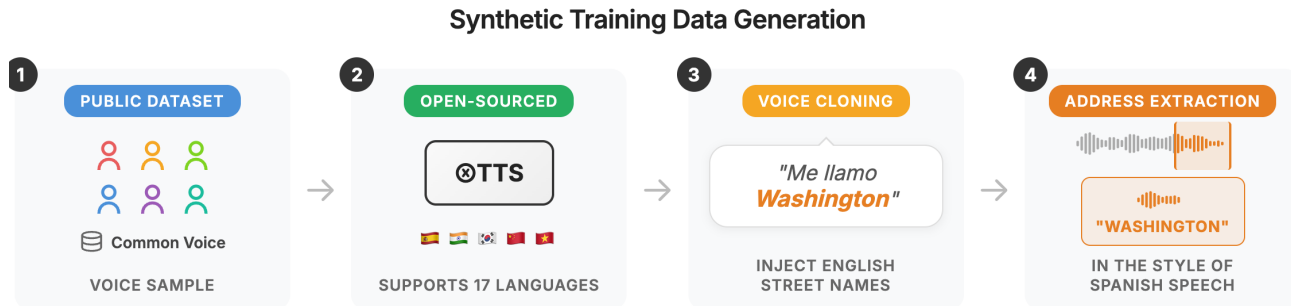 Synthetic Training Data Generation
1
PUBLIC DATASET
Common Voice
VOICE SAMPLE
2
OPEN-SOURCED
ⓧTTS
SUPPORTS 17 LANGUAGES
3
VOICE CLONING
"Me llamo
Washington"
INJECT ENGLISH
STREET NAMES
4
ADDRESS EXTRACTION
"WASHINGTON"
IN THE STYLE OF
SPANISH SPEECH